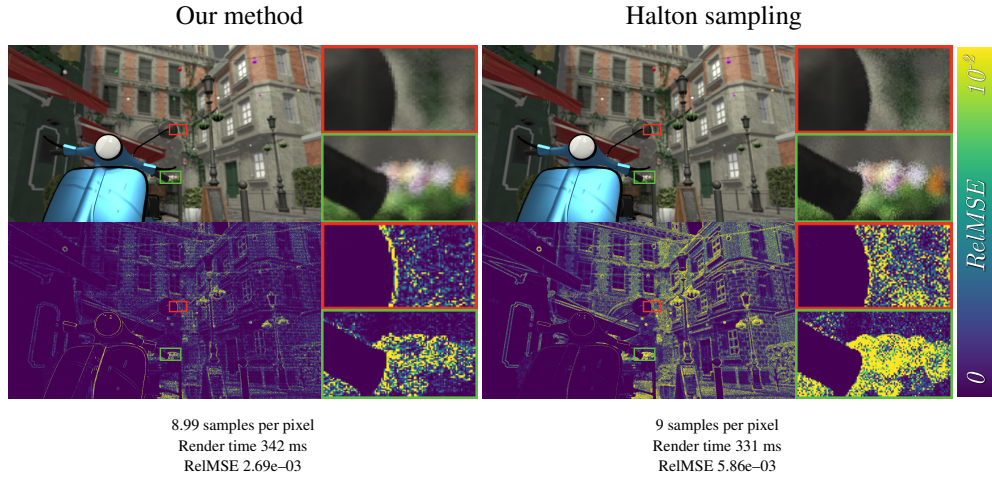 Our method
Halton sampling
10^-2
RelMSE
0
8.99 samples per pixel
Render time 342 ms
RelMSE 2.69e–03
9 samples per pixel
Render time 331 ms
RelMSE 5.86e–03